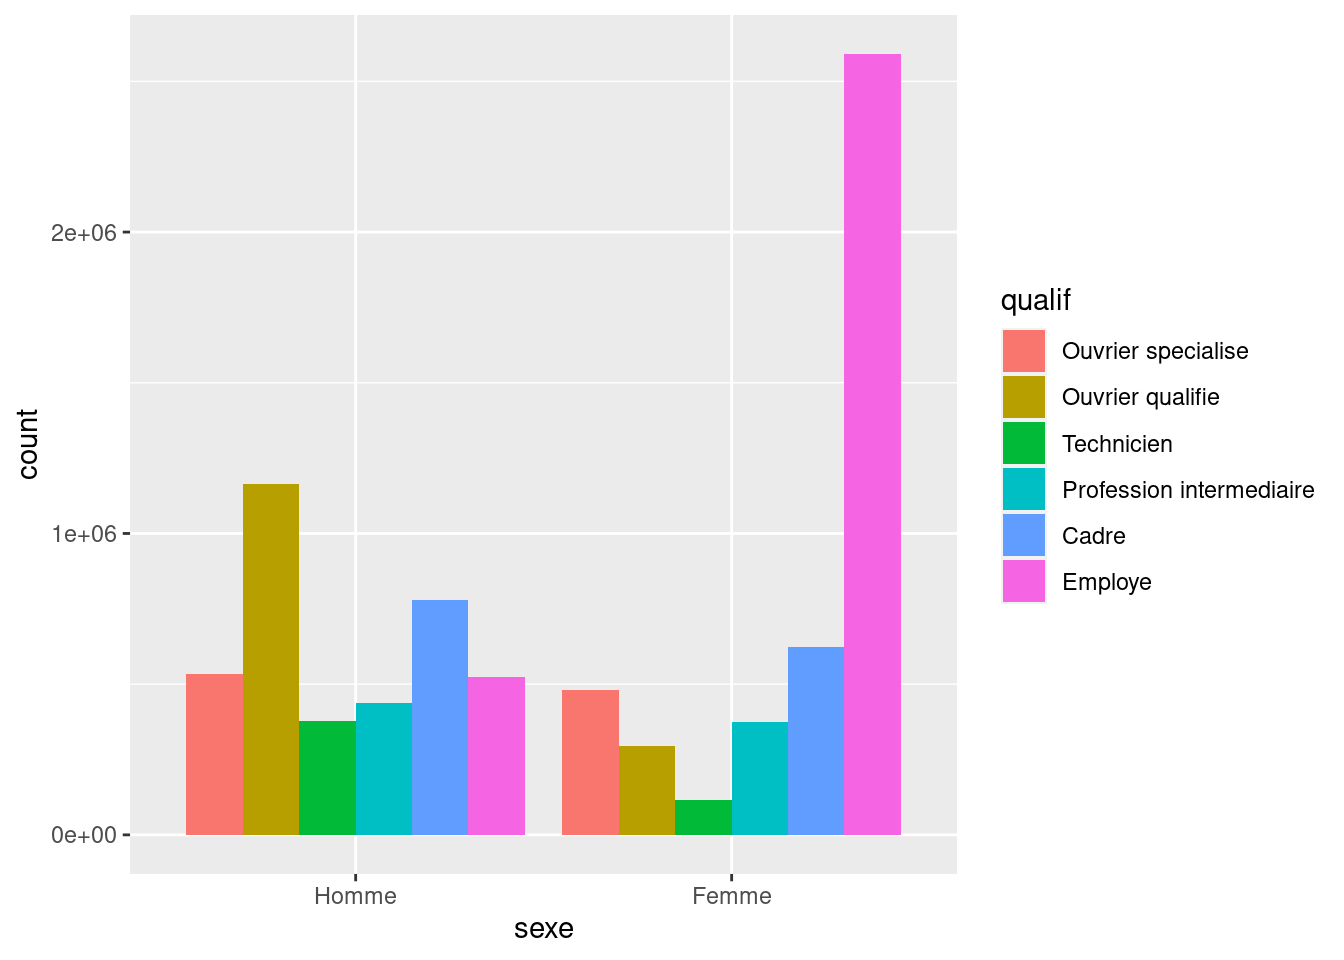 count
2e+06
1e+06
0e+00
Homme
Femme
sexe
qualif
Ouvrier specialise
Ouvrier qualifie
Technicien
Profession intermediaire
Cadre
Employe